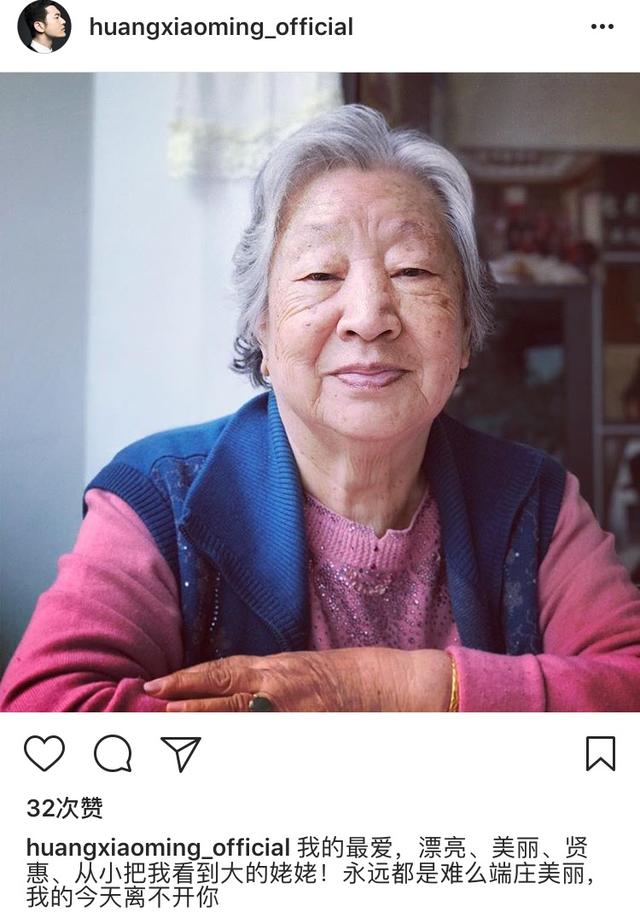 huangxiaoming_official
32次赞
huangxiaoming_official 我的最爱，漂亮、美丽、贤
惠、从小把我看到大的姥姥！永远都是难么端庄美丽，
我的今天离不开你